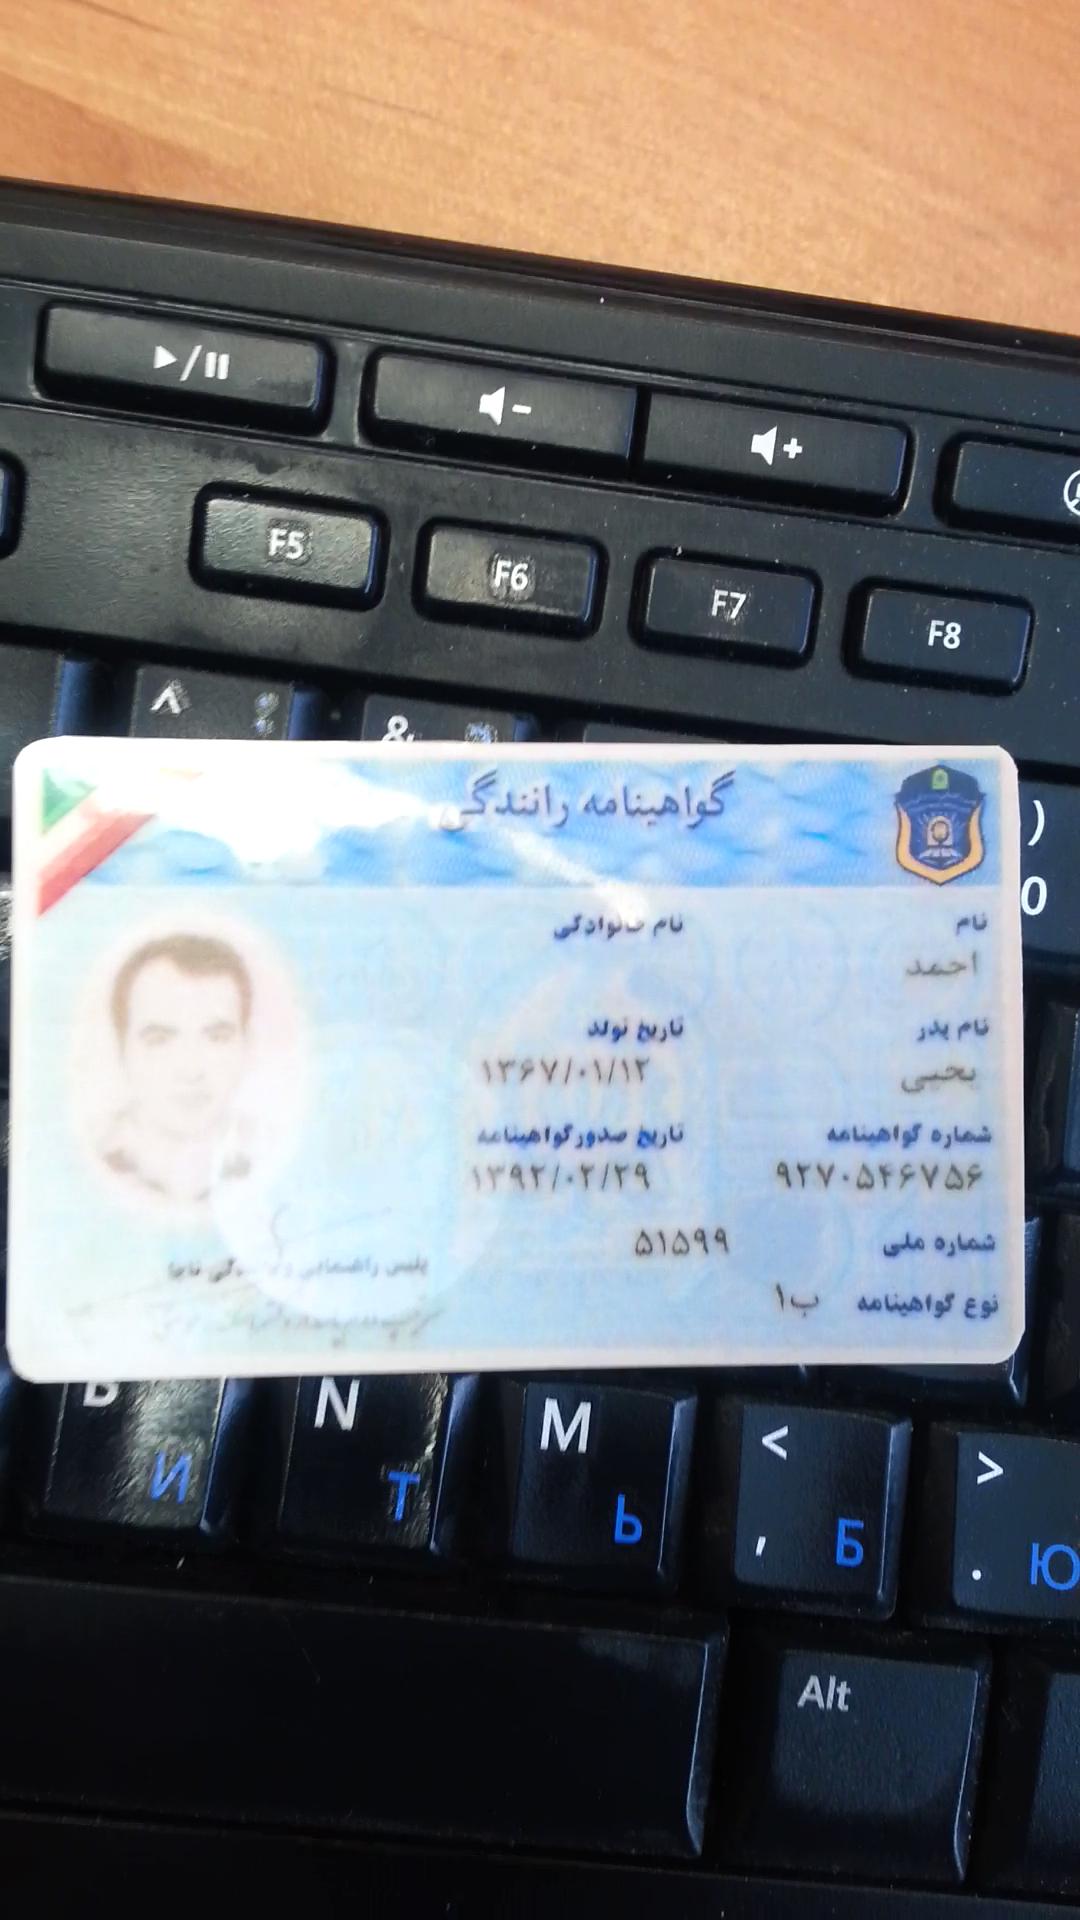 F5
F6
F7
F8
^
&
)
0
گواهینامه رانندگی
نام
نام خانوادگی
احمد
نام پدر
تاریخ تولد
یحیی
۱۳۶۷/۰۱/۱۲
شماره گواهینامه
تاریخ صدور گواهینامه
۹۲۷۰۵۴۶۷۵۶
۱۳۹۲/۰۲/۲۹
شماره ملی
۵۱۵۹۹
نوع گواهینامه ب۱
پلیس راهنمایی و رانندگی ناجا
B
N
M
<
>
И
Т
Ь
,
Б
.
Ю
Alt